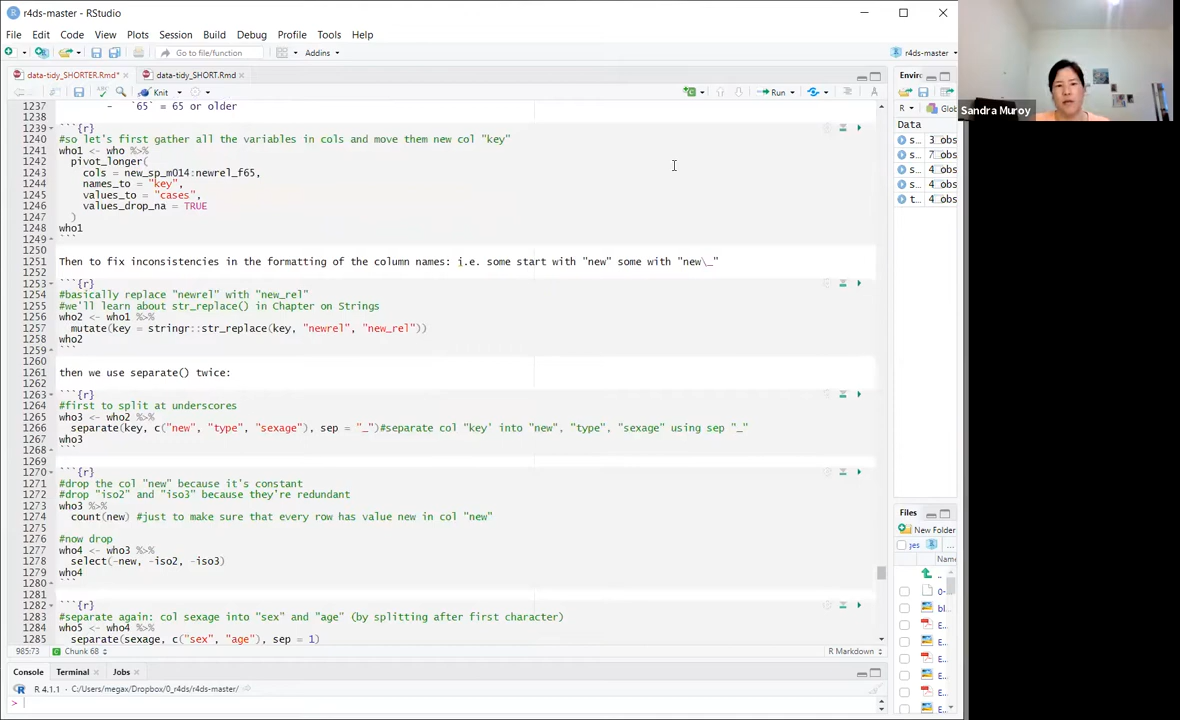 r4ds-master - RStudio
File Edit Code View Plots Session Build Debug Profile Tools Help
Go to file/function
Addins
r4ds-master
data-tidy_SHORTER.Rmd*
data-tidy_SHORT.Rmd
Knit
Run
1237 - `65` = 65 or older
1238
1239 ```{r}
1240 #so let's first gather all the variables in cols and move them new col "key"
1241 who1 <- who %>%
1242 pivot_longer(
1243 cols = new_sp_m014:newrel_f65,
1244 names_to = "key",
1245 values_to = "cases",
1246 values_drop_na = TRUE
1247 )
1248 who1
1249 ```
1250
1251 Then to fix inconsistencies in the formatting of the column names: i.e. some start with "new" some with "new\_"
1252
1253 ```{r}
1254 #basically replace "newrel" with "new_rel"
1255 #we'll learn about str_replace() in Chapter on Strings
1256 who2 <- who1 %>%
1257 mutate(key = stringr::str_replace(key, "newrel", "new_rel"))
1258 who2
1259 ```
1260
1261 then we use separate() twice:
1262
1263 ```{r}
1264 #first to split at underscores
1265 who3 <- who2 %>%
1266 separate(key, c("new", "type", "sexage"), sep = "_")#separate col "key' into "new", "type", "sexage" using sep "_"
1267 who3
1268 ```
1269
1270 ```{r}
1271 #drop the col "new" because it's constant
1272 #drop "iso2" and "iso3" because they're redundant
1273 who3 %>%
1274 count(new) #just to make sure that every row has value new in col "new"
1275
1276 #now drop
1277 who4 <- who3 %>%
1278 select(-new, -iso2, -iso3)
1279 who4
1280 ```
1281
1282 ```{r}
1283 #separate again: col sexage into "sex" and "age" (by splitting after first character)
1284 who5 <- who4 %>%
1285 separate(sexage, c("sex", "age"), sep = 1)
985:73 Chunk 68 R Markdown
Console Terminal Jobs
R 4.1.1 · C:/Users/megax/Dropbox/0_r4ds/r4ds-master/
>
Envir
R Glob
Data
s... 3 obs
s... 7 obs
s... 4 obs
s... 4 obs
t... 4 obs
Files
New Folder
ges ...
Name
0-
bl
E...
E...
E...
E...
E...
E...
Sandra Muroy